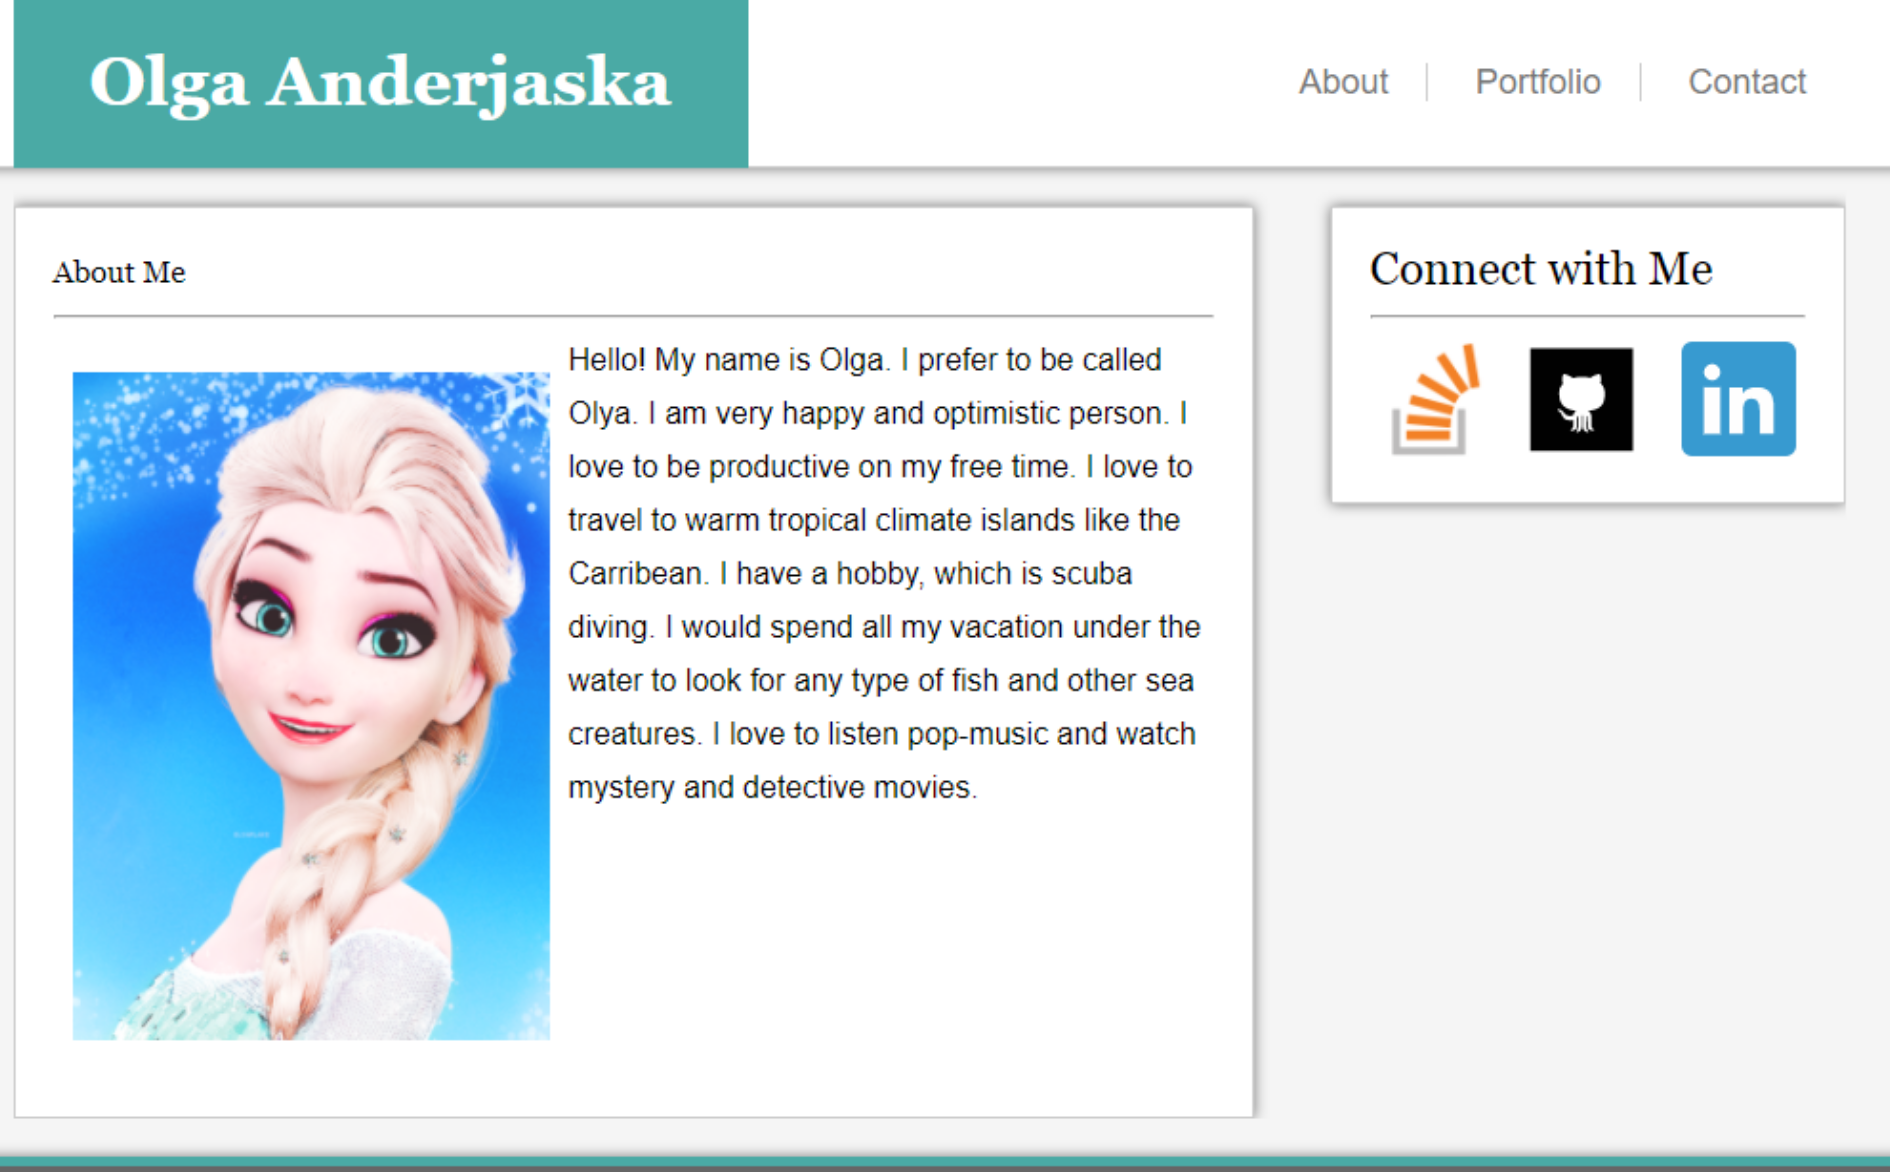 Olga Anderjaska
About
Portfolio
Contact
About Me
Hello! My name is Olga. I prefer to be called
Olya. I am very happy and optimistic person. I
love to be productive on my free time. I love to
travel to warm tropical climate islands like the
Carribean. I have a hobby, which is scuba
diving. I would spend all my vacation under the
water to look for any type of fish and other sea
creatures. I love to listen pop-music and watch
mystery and detective movies.
Connect with Me
in